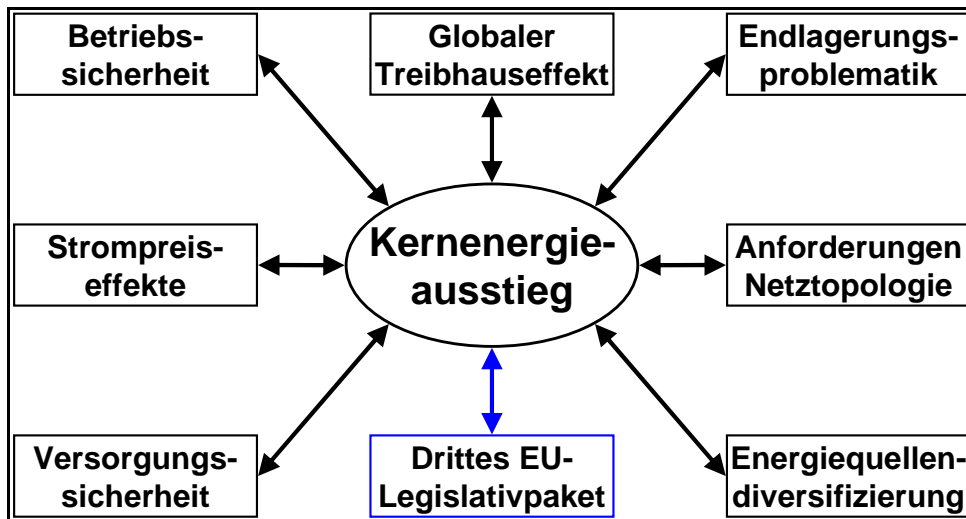 Betriebs-
sicherheit
Globaler
Treibhauseffekt
Endlagerungs-
problematik
Strompreis-
effekte
Kernenergie-
ausstieg
Anforderungen
Netztopologie
Versorgungs-
sicherheit
Drittes EU-
Legislativpaket
Energiequellen-
diversifizierung